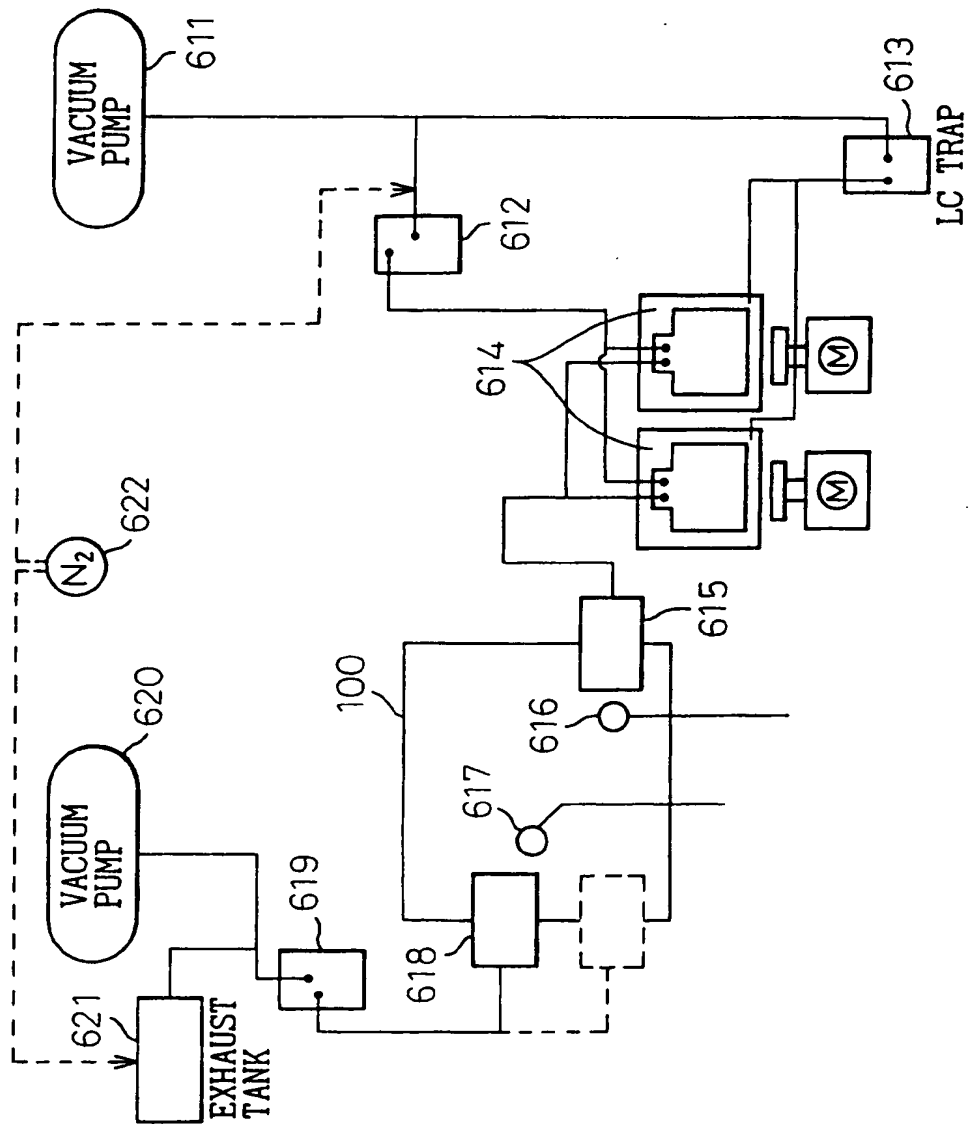 VACUUM
PUMP
611
612
613
LC TRAP
614
M
M
615
616
617
100
618
619
VACUUM
PUMP
620
621
EXHAUST
TANK
N₂
622